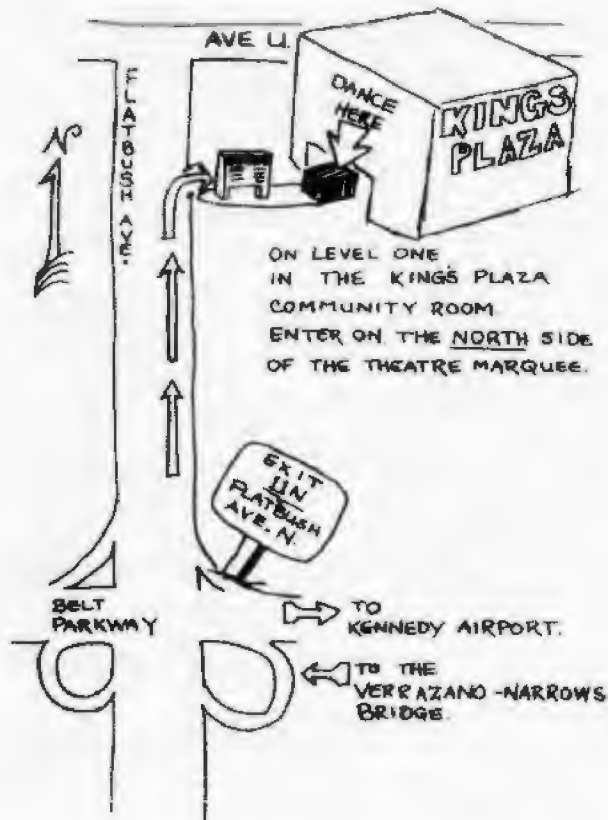 AVE U.
FLATBUSH AVE.
N
DANCE
HERE
KINGS
PLAZA
ON LEVEL ONE
IN THE KINGS PLAZA
COMMUNITY ROOM
ENTER ON THE NORTH SIDE
OF THE THEATRE MARQUEE.
EXIT
11N
FLATBUSH
AVE. N.
BELT
PARKWAY
TO
KENNEDY AIRPORT.
TO THE
VERRAZANO-NARROWS
BRIDGE.